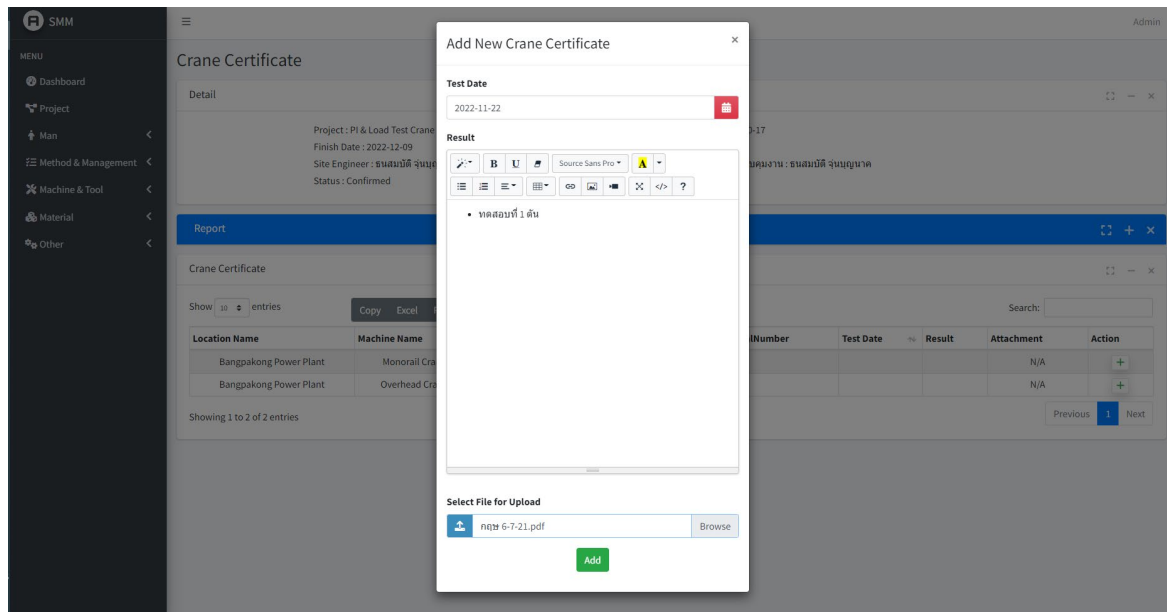 SMM
Admin
MENU
Dashboard
Project
Man
Method & Management
Machine & Tool
Material
Other
Crane Certificate
Detail
Project : PI & Load Test Crane
0-17
Finish Date : 2022-12-09
Site Engineer : ธนสมบัติ จุ่นบุญ
บคุมงาน : ธนสมบัติ จุ่นบุญนาค
Status : Confirmed
Report
Crane Certificate
Show 10 entries
Copy Excel
Search:
Location Name Machine Name lNumber Test Date Result Attachment Action
Bangpakong Power Plant Monorail Cra N/A +
Bangpakong Power Plant Overhead Cra N/A +
Showing 1 to 2 of 2 entries
Previous 1 Next
Add New Crane Certificate ×
Test Date
2022-11-22
Result
B U Source Sans Pro A
</> ?
ทดสอบที่ 1 ตัน
Select File for Upload
กฤษ 6-7-21.pdf Browse
Add